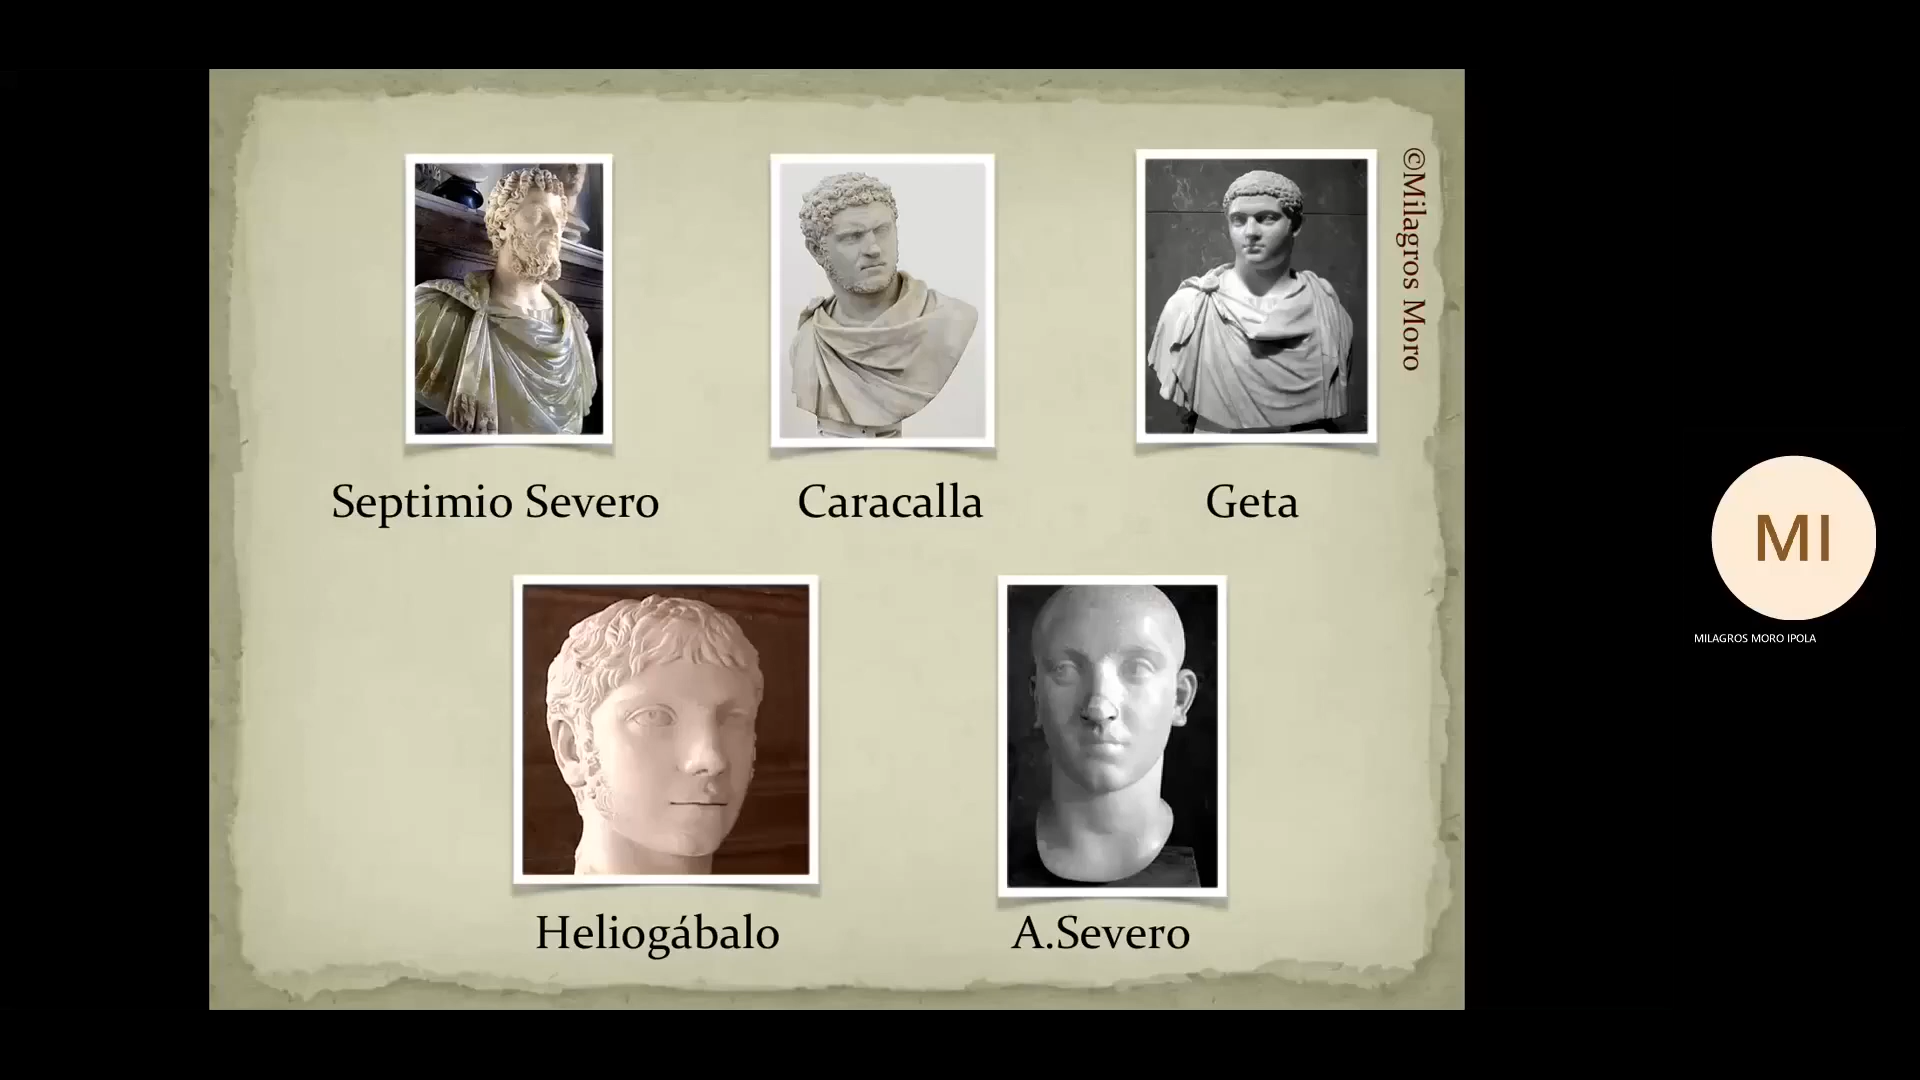 ©Milagros Moro
Septimio Severo
Caracalla
Geta
Heliogábalo
A.Severo
MI
MILAGROS MORO IPOLA